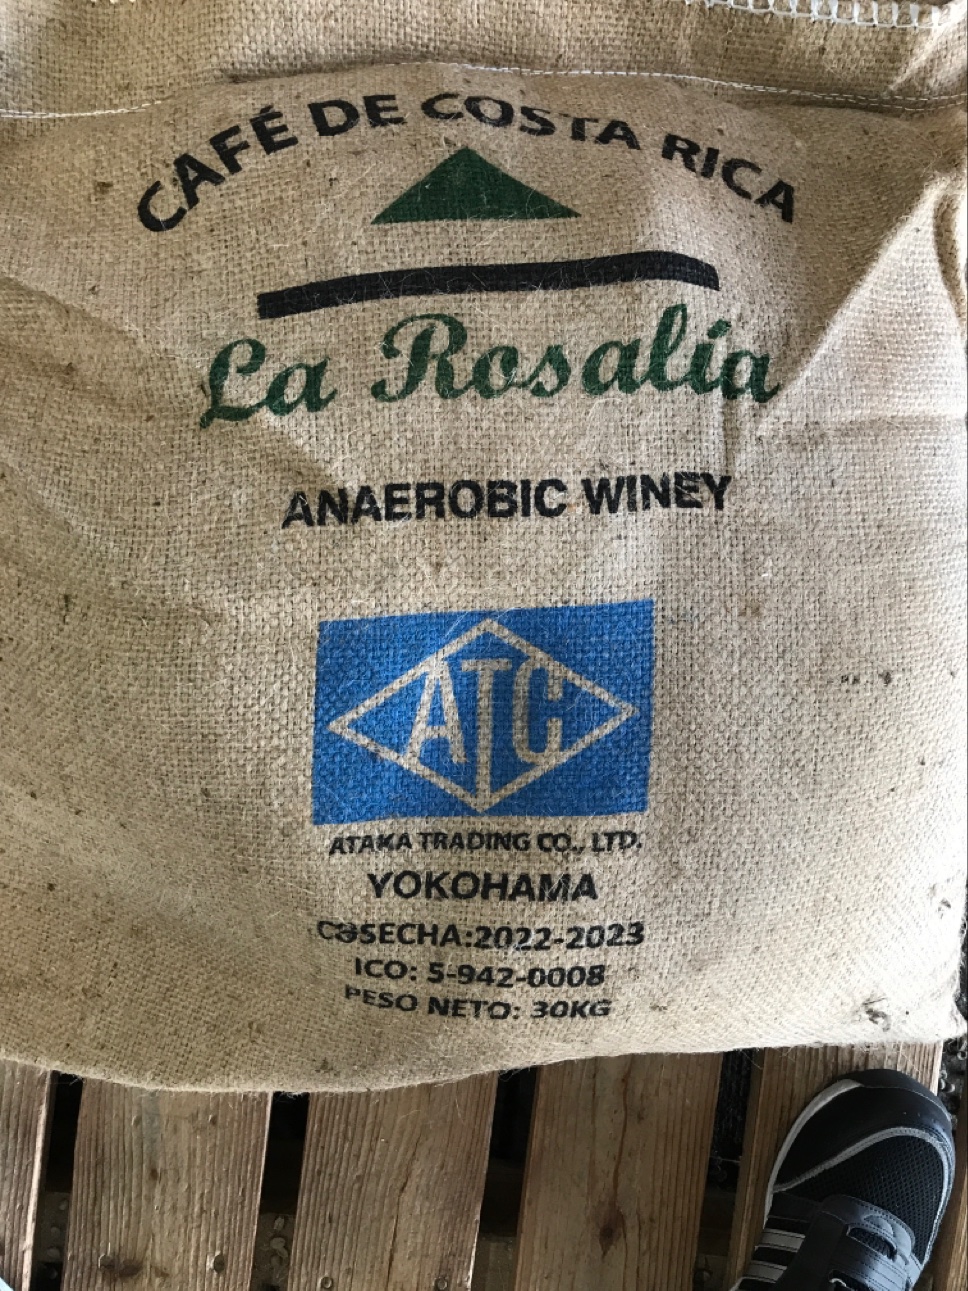 CAFÉ DE COSTA RICA
La Rosalía
ANAEROBIC WINEY
ATC
ATAKA TRADING CO., LTD.
YOKOHAMA
COSECHA:2022-2023
ICO: 5-942-0008
PESO NETO: 30KG